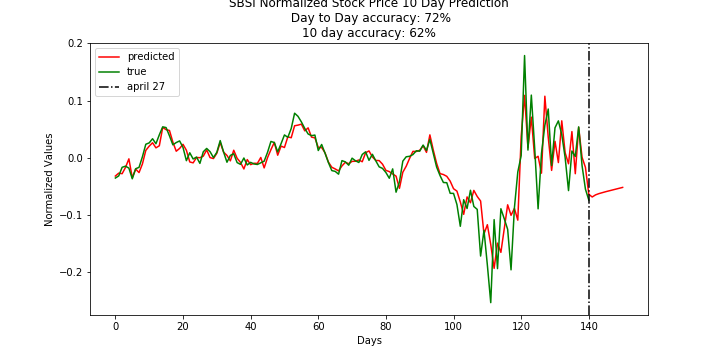 SBSI Normalized Stock Price 10 Day Prediction
Day to Day accuracy: 72%
10 day accuracy: 62%
predicted
true
april 27
Normalized Values
0.2
0.1
0.0
−0.1
−0.2
0
20
40
60
80
100
120
140
Days